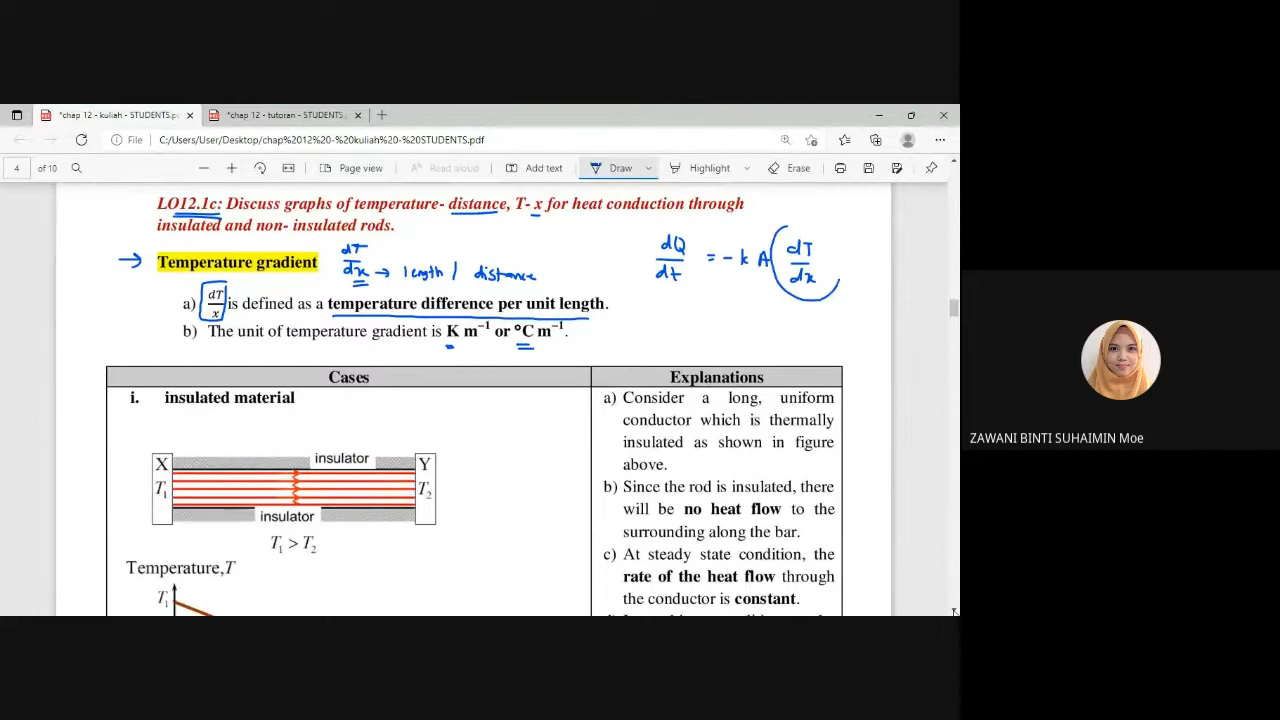 *chap 12 - kuliah - STUDENTS.p
*chap 12 - tutoran - STUDENTS
File
C:/Users/User/Desktop/chap%2012%20-%20kuliah%20-%20STUDENTS.pdf
4 of 10
Page view
Read aloud
Add text
Draw
Highlight
Erase
LO12.1c: Discuss graphs of temperature- distance, T- x for heat conduction through
insulated and non- insulated rods.
Temperature gradient
dT/dx → length / distance
dQ/dt = -kA (dT/dx
a) dT/x is defined as a temperature difference per unit length.
b) The unit of temperature gradient is K m⁻¹ or °C m⁻¹.
Cases
Explanations
i. insulated material
X
insulator
Y
T₁
T₂
insulator
T₁ > T₂
Temperature,T
T₁
a) Consider a long, uniform
conductor which is thermally
insulated as shown in figure
above.
b) Since the rod is insulated, there
will be no heat flow to the
surrounding along the bar.
c) At steady state condition, the
rate of the heat flow through
the conductor is constant.
ZAWANI BINTI SUHAIMIN Moe